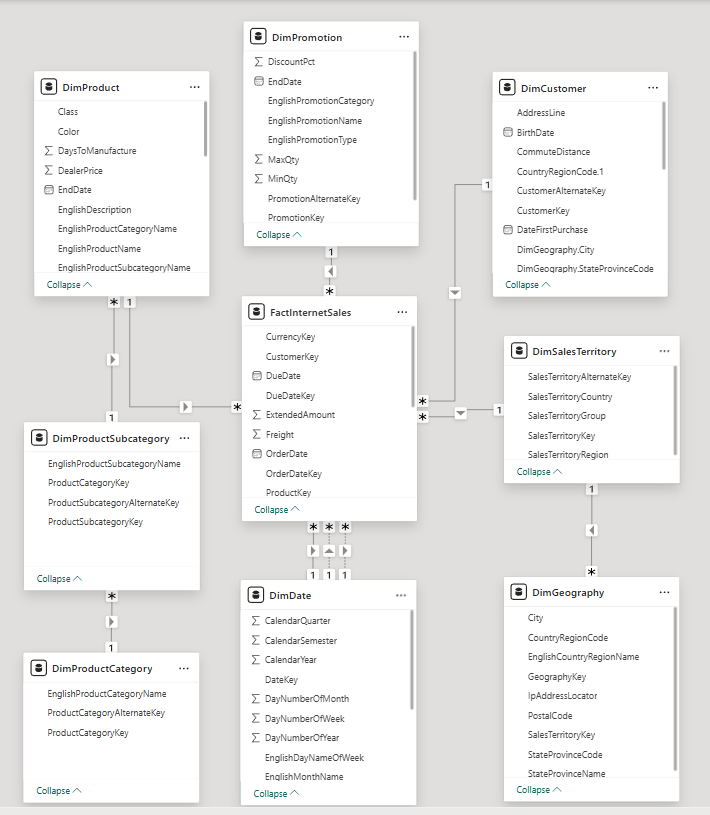 DimPromotion
DiscountPct
EndDate
EnglishPromotionCategory
EnglishPromotionName
EnglishPromotionType
MaxQty
MinQty
PromotionAlternateKey
PromotionKey
Collapse
DimProduct
Class
Color
DaysToManufacture
DealerPrice
EndDate
EnglishDescription
EnglishProductCategoryName
EnglishProductName
EnglishProductSubcategoryName
Collapse
DimCustomer
AddressLine
BirthDate
CommuteDistance
CountryRegionCode.1
CustomerAlternateKey
CustomerKey
DateFirstPurchase
DimGeography.City
DimGeography.StateProvinceCode
Collapse
1
1
* 1
*
FactInternetSales
CurrencyKey
CustomerKey
DueDate
DueDateKey
ExtendedAmount
Freight
OrderDate
OrderDateKey
ProductKey
Collapse
*
*
*
1
DimSalesTerritory
SalesTerritoryAlternateKey
SalesTerritoryCountry
SalesTerritoryGroup
SalesTerritoryKey
SalesTerritoryRegion
Collapse
1
DimProductSubcategory
EnglishProductSubcategoryName
ProductCategoryKey
ProductSubcategoryAlternateKey
ProductSubcategoryKey
Collapse
1
* * *
1 1 1
*
*
1
DimDate
CalendarQuarter
CalendarSemester
CalendarYear
DateKey
DayNumberOfMonth
DayNumberOfWeek
DayNumberOfYear
EnglishDayNameOfWeek
EnglishMonthName
Collapse
DimGeography
City
CountryRegionCode
EnglishCountryRegionName
GeographyKey
IpAddressLocator
PostalCode
SalesTerritoryKey
StateProvinceCode
StateProvinceName
Collapse
DimProductCategory
EnglishProductCategoryName
ProductCategoryAlternateKey
ProductCategoryKey
Collapse